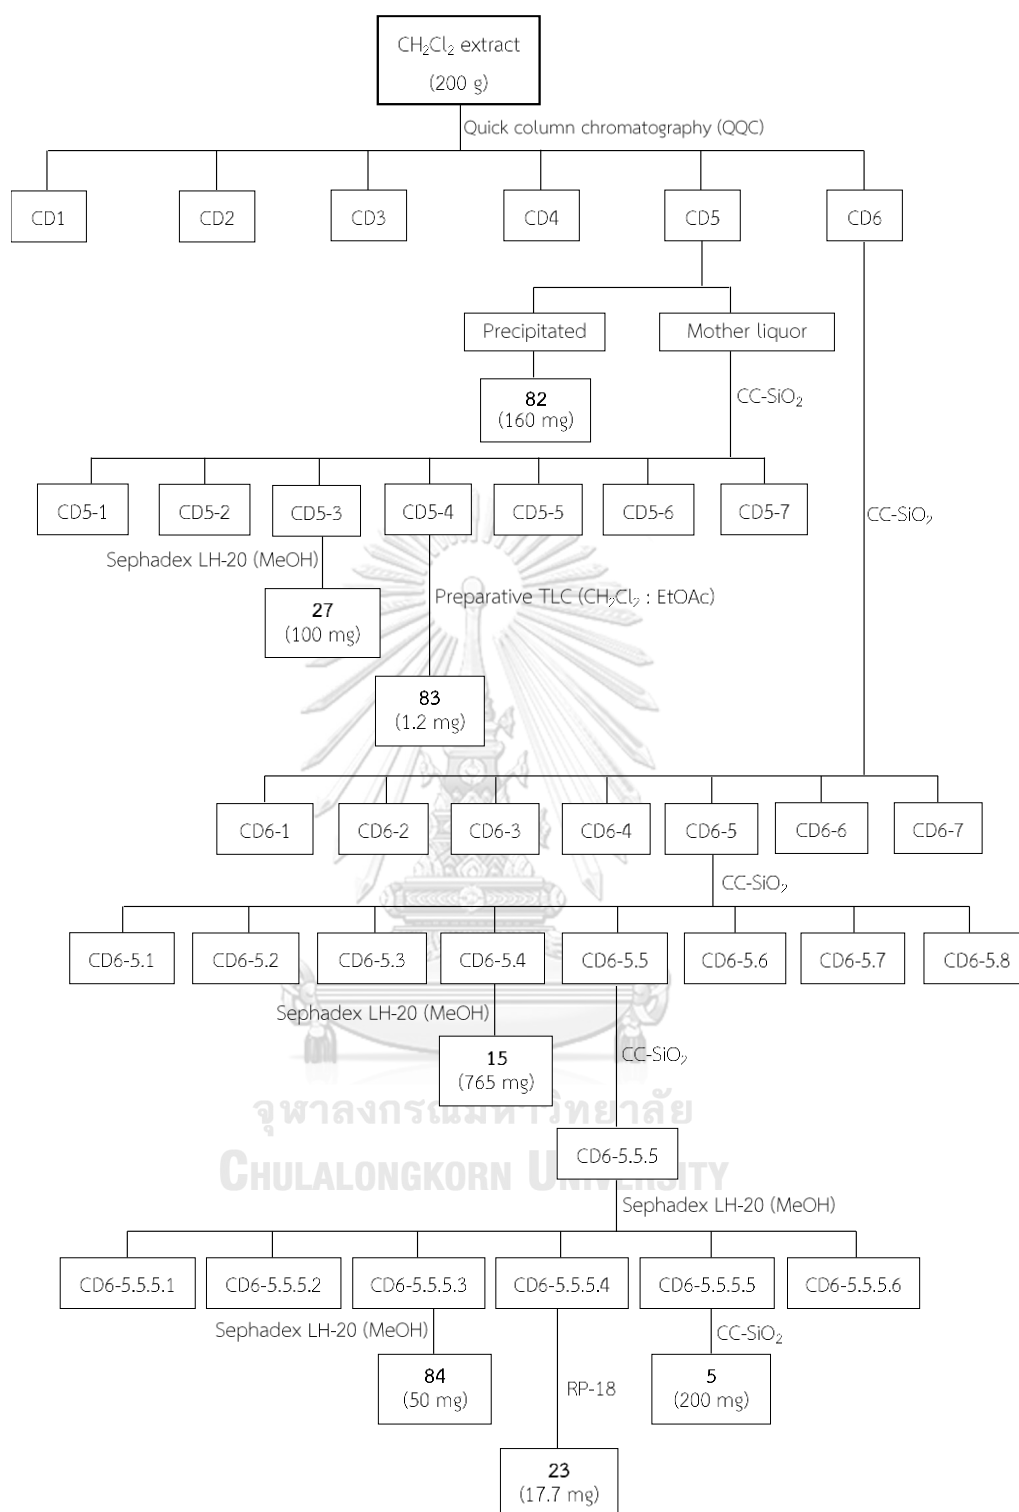 CH₂Cl₂ extract
(200 g)
Quick column chromatography (QQC)
CD1 CD2 CD3 CD4 CD5 CD6
Precipitated Mother liquor
82
(160 mg)
CC-SiO₂
CD5-1 CD5-2 CD5-3 CD5-4 CD5-5 CD5-6 CD5-7
CC-SiO₂
Sephadex LH-20 (MeOH)
27
(100 mg)
Preparative TLC (CH₂Cl₂ : EtOAc)
83
(1.2 mg)
CD6-1 CD6-2 CD6-3 CD6-4 CD6-5 CD6-6 CD6-7
CC-SiO₂
CD6-5.1 CD6-5.2 CD6-5.3 CD6-5.4 CD6-5.5 CD6-5.6 CD6-5.7 CD6-5.8
Sephadex LH-20 (MeOH)
15
(765 mg)
CC-SiO₂
จุฬาลงกรณ์มหาวิทยาลัย
CD6-5.5.5
CHULALONGKORN UNIVERSITY
Sephadex LH-20 (MeOH)
CD6-5.5.5.1 CD6-5.5.5.2 CD6-5.5.5.3 CD6-5.5.5.4 CD6-5.5.5.5 CD6-5.5.5.6
Sephadex LH-20 (MeOH)
CC-SiO₂
84
(50 mg)
RP-18
5
(200 mg)
23
(17.7 mg)